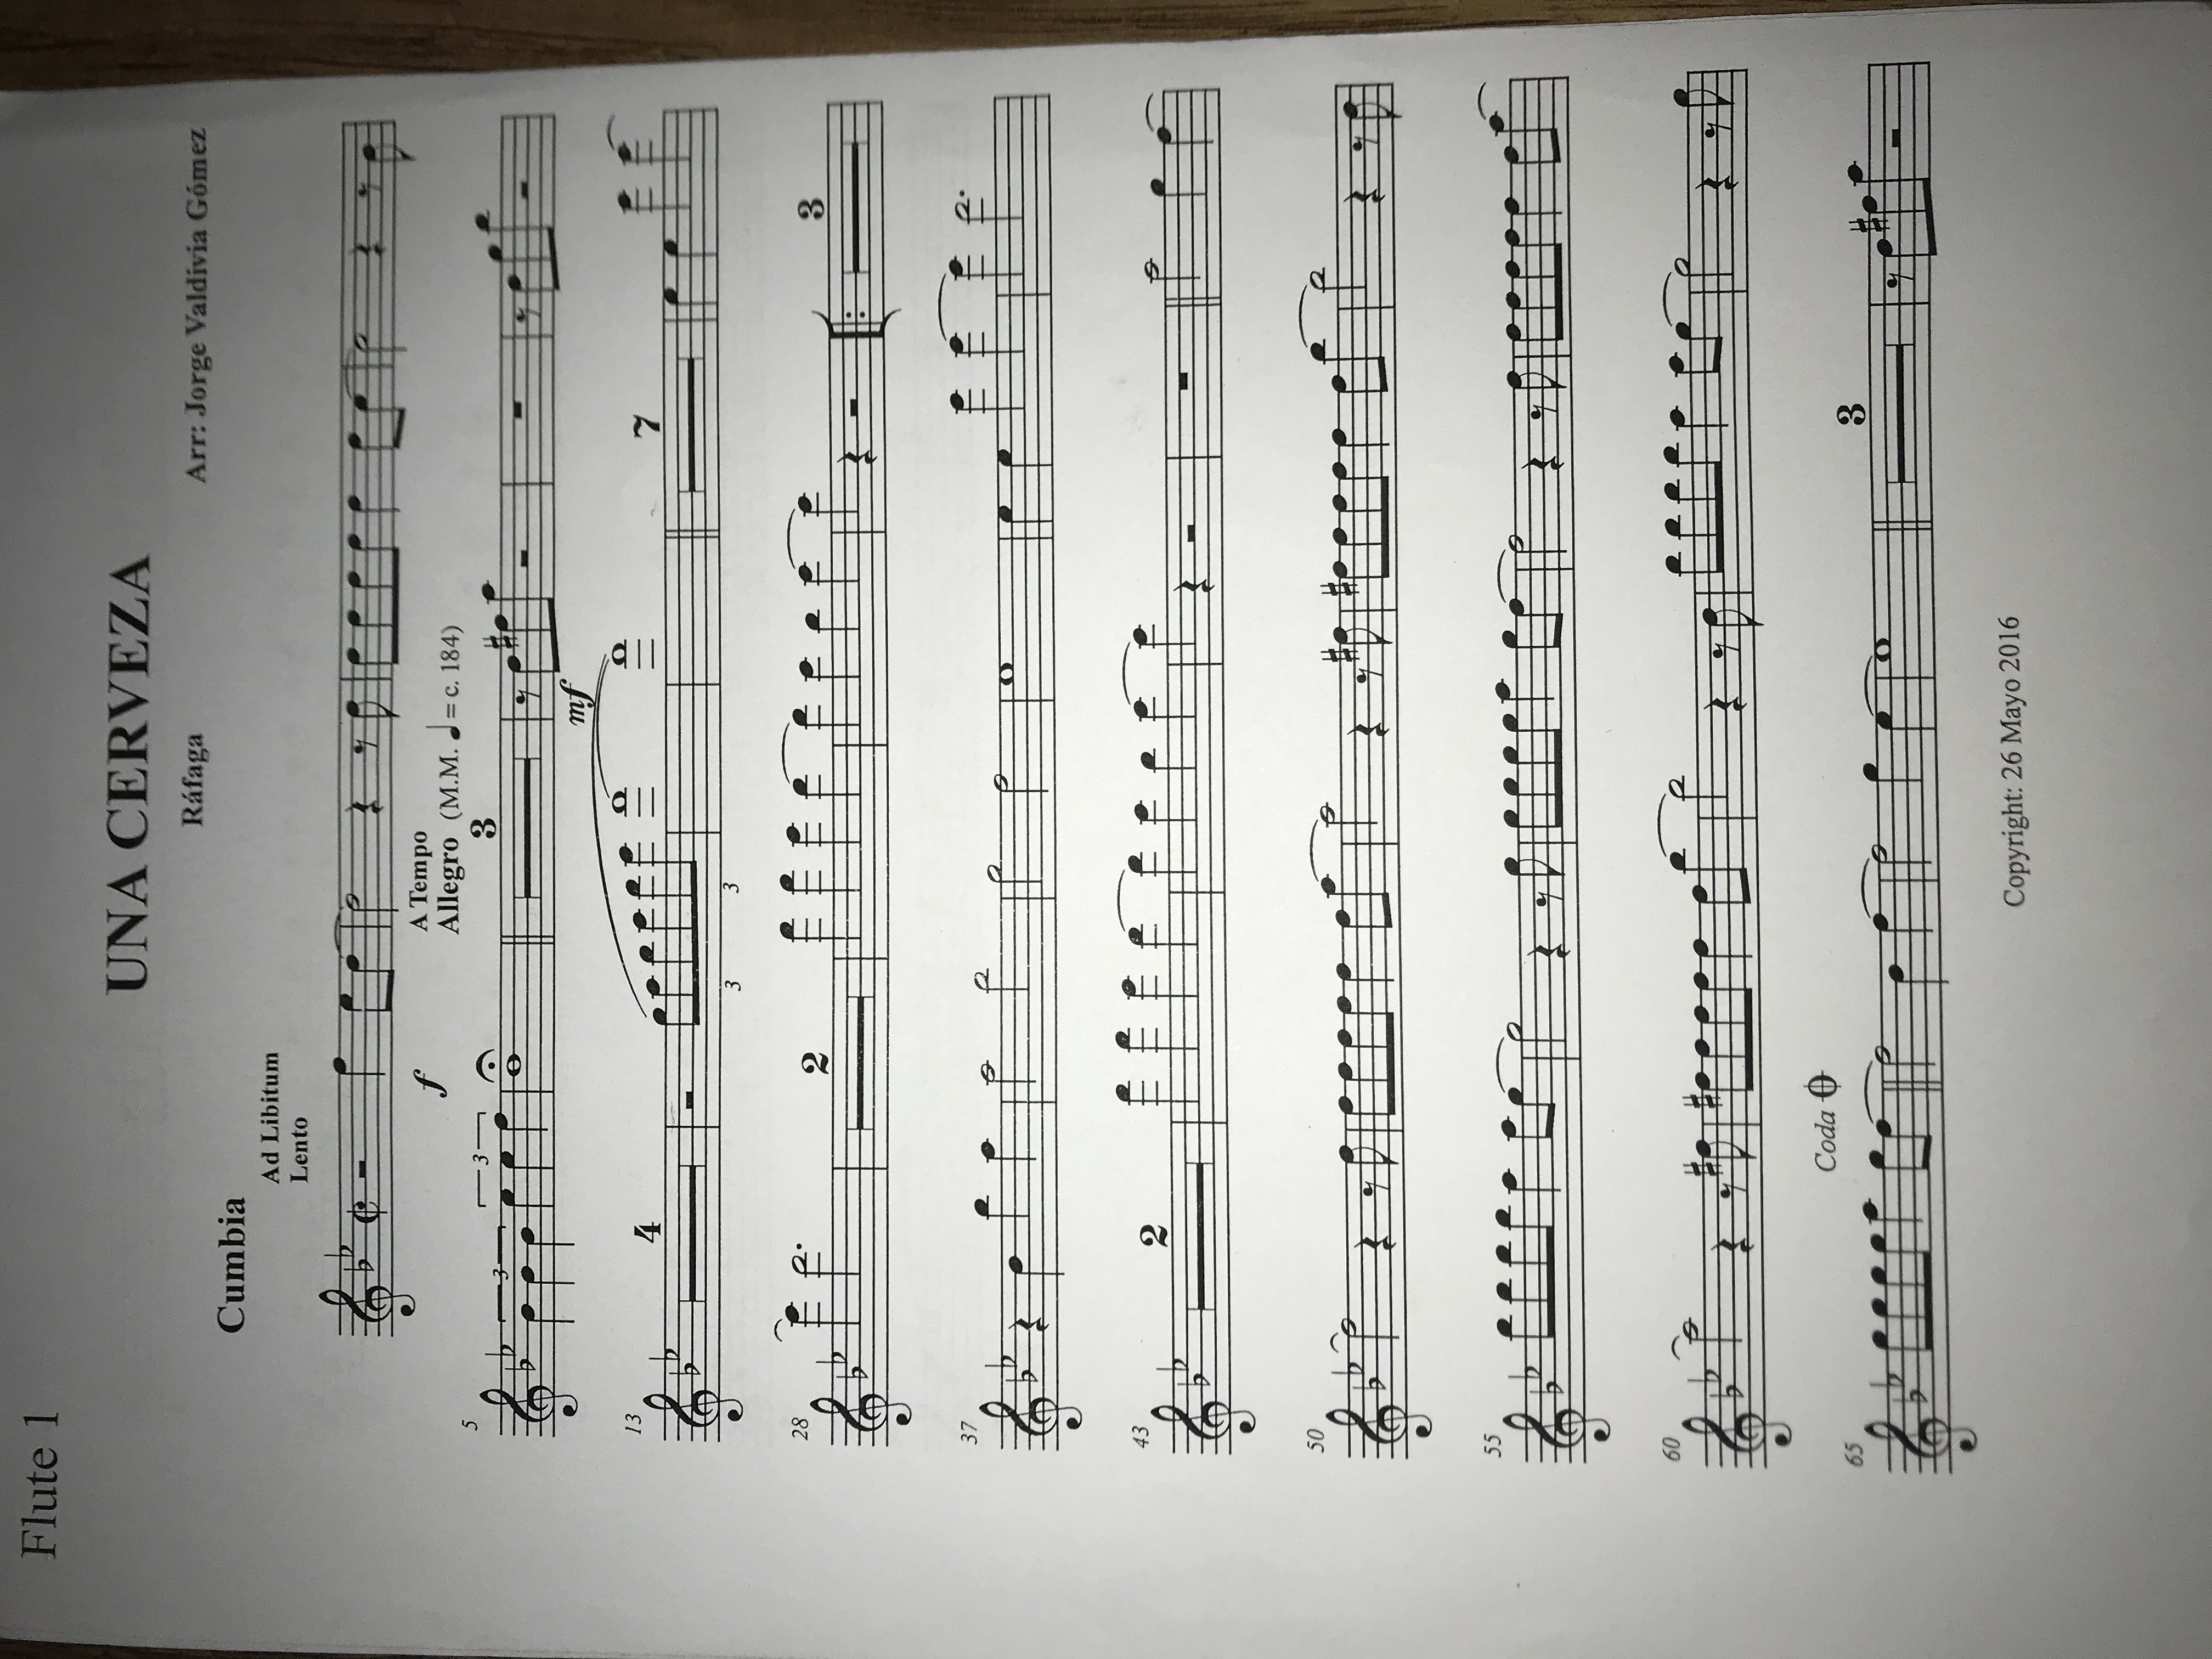 Flute 1
UNA CERVEZA
Ráfaga
Arr: Jorge Valdivia Gómez
Cumbia
Ad Libitum
Lento
f
A Tempo
Allegro (M.M. ♩ = c. 184)
5
3
3
3
mf
13
4
3
3
7
28
2
3
37
43
2
50
55
60
Coda
65
3
Copyright: 26 Mayo 2016